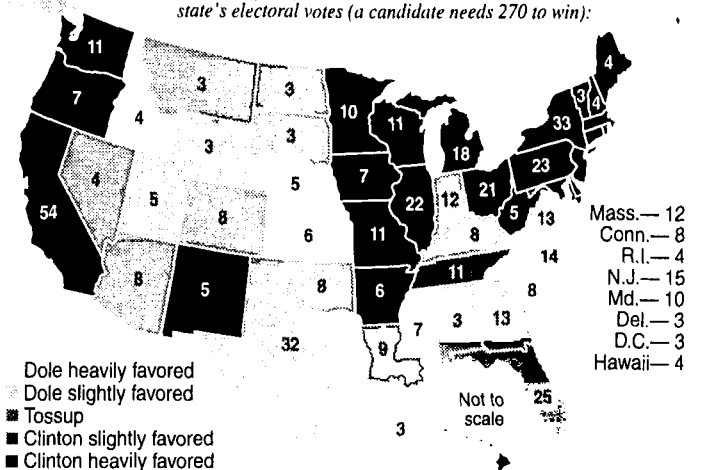 state's electoral votes (a candidate needs 270 to win):
11
7
4
3
3
3
3
10
11
18
4
3
4
33
54
4
5
8
5
6
7
22
12
21
23
5
13
8
14
8
5
8
8
32
11
6
11
9
7
3
13
8
25
3
Mass.— 12
Conn.— 8
R.I.— 4
N.J.— 15
Md.— 10
Del.— 3
D.C.— 3
Hawaii— 4
Dole heavily favored
Dole slightly favored
Tossup
Clinton slightly favored
Clinton heavily favored
Not to
scale